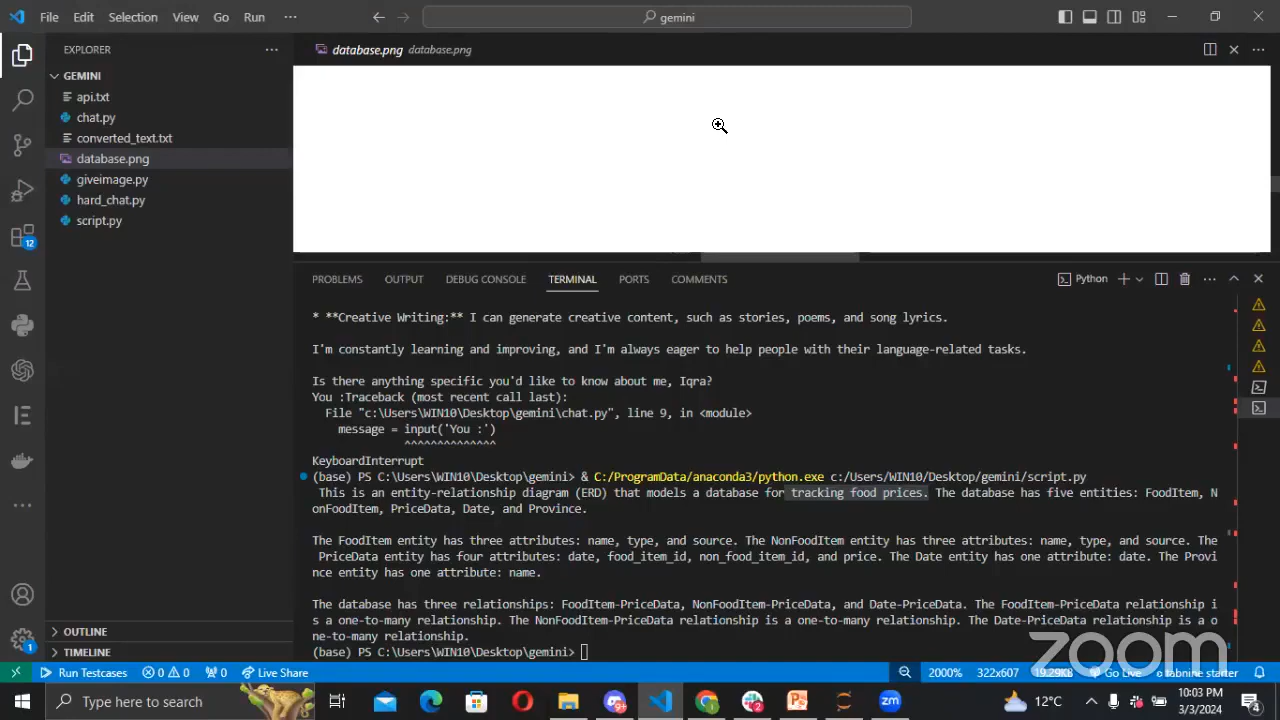 File Edit Selection View Go Run ··· gemini
EXPLORER ···
database.png database.png
GEMINI
api.txt
chat.py
converted_text.txt
database.png
giveimage.py
hard_chat.py
script.py
12
PROBLEMS OUTPUT DEBUG CONSOLE TERMINAL PORTS COMMENTS Python
* **Creative Writing:** I can generate creative content, such as stories, poems, and song lyrics.
I'm constantly learning and improving, and I'm always eager to help people with their language-related tasks.
Is there anything specific you'd like to know about me, Iqra?
You :Traceback (most recent call last):
File "c:\Users\WIN10\Desktop\gemini\chat.py", line 9, in <module>
message = input('You :')
^^^^^^^^^^^^^^
KeyboardInterrupt
(base) PS C:\Users\WIN10\Desktop\gemini> & C:/ProgramData/anaconda3/python.exe c:/Users/WIN10/Desktop/gemini/script.py
This is an entity-relationship diagram (ERD) that models a database for tracking food prices. The database has five entities: FoodItem, N
onFoodItem, PriceData, Date, and Province.
The FoodItem entity has three attributes: name, type, and source. The NonFoodItem entity has three attributes: name, type, and source. The
PriceData entity has four attributes: date, food_item_id, non_food_item_id, and price. The Date entity has one attribute: date. The Provi
nce entity has one attribute: name.
The database has three relationships: FoodItem-PriceData, NonFoodItem-PriceData, and Date-PriceData. The FoodItem-PriceData relationship i
s a one-to-many relationship. The NonFoodItem-PriceData relationship is a one-to-many relationship. The Date-PriceData relationship is a o
ne-to-many relationship.
(base) PS C:\Users\WIN10\Desktop\gemini>
OUTLINE
TIMELINE
1
zoom
Run Testcases 0 0 0 Live Share 2000% 322x607 19.29KB Go Live tabnine starter
Type here to search 12°C 10:03 PM
3/3/2024
4